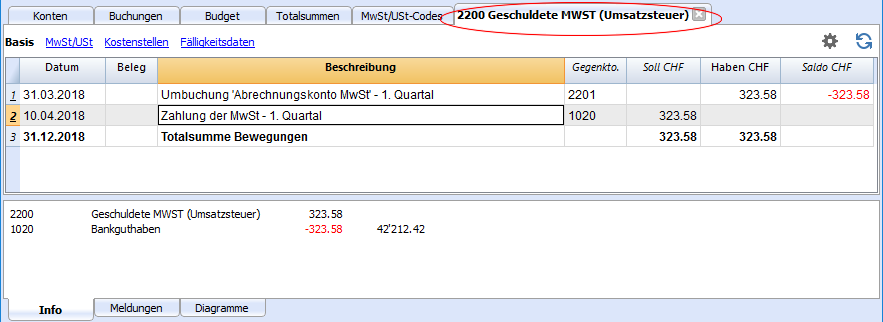 Konten Buchungen Budget Totalsummen MwSt/USt-Codes 2200 Geschuldete MWST (Umsatzsteuer)
Basis MwSt/USt Kostenstellen Fälligkeitsdaten
Datum Beleg Beschreibung Gegenkto. Soll CHF Haben CHF Saldo CHF
1 31.03.2018 Umbuchung 'Abrechnungskonto MwSt' - 1. Quartal 2201 323.58 -323.58
2 10.04.2018 Zahlung der MwSt - 1. Quartal 1020 323.58
3 31.12.2018 Totalsumme Bewegungen 323.58 323.58
2200 Geschuldete MWST (Umsatzsteuer) 323.58
1020 Bankguthaben -323.58 42'212.42
Info Meldungen Diagramme